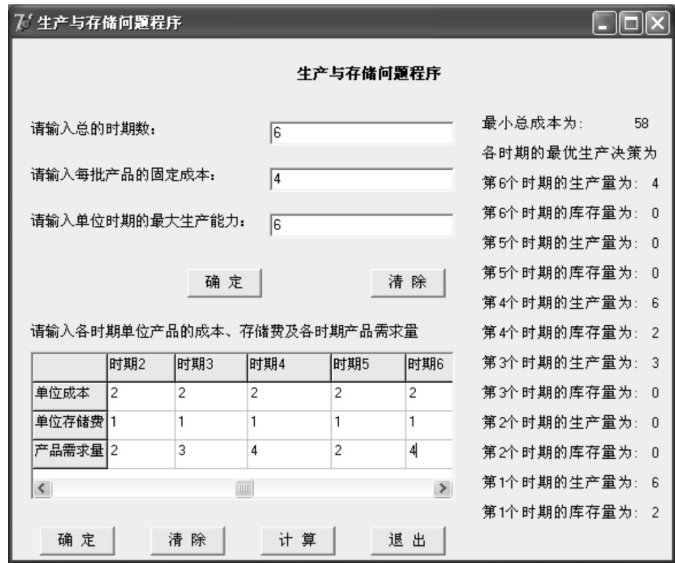 生产与存储问题程序
生产与存储问题程序
请输入总的时期数: 6
请输入每批产品的固定成本: 4
请输入单位时期的最大生产能力: 6
确 定 清 除
请输入各时期单位产品的成本、存储费及各时期产品需求量
时期2 时期3 时期4 时期5 时期6
单位成本 2 2 2 2 2
单位存储费 1 1 1 1 1
产品需求量 2 3 4 2 4
确 定 清 除 计 算 退 出
最小总成本为: 58
各时期的最优生产决策为
第6个时期的生产量为: 4
第6个时期的库存量为: 0
第5个时期的生产量为: 0
第5个时期的库存量为: 0
第4个时期的生产量为: 6
第4个时期的库存量为: 2
第3个时期的生产量为: 3
第3个时期的库存量为: 0
第2个时期的生产量为: 0
第2个时期的库存量为: 0
第1个时期的生产量为: 6
第1个时期的库存量为: 2